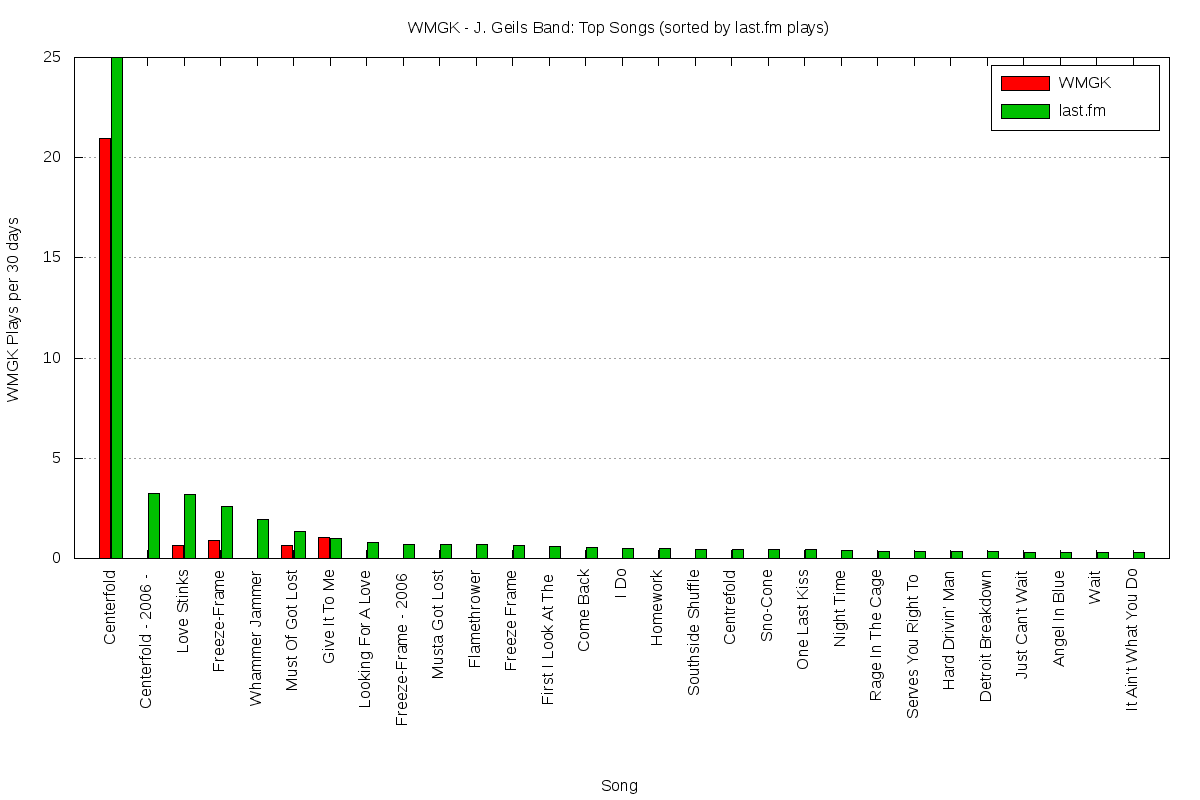 WMGK - J. Geils Band: Top Songs (sorted by last.fm plays)
WMGK
last.fm
25
20
15
10
5
0
WMGK Plays per 30 days
Centerfold
Centerfold - 2006 -
Love Stinks
Freeze-Frame
Whammer Jammer
Must Of Got Lost
Give It To Me
Looking For A Love
Freeze-Frame - 2006
Musta Got Lost
Flamethrower
Freeze Frame
First I Look At The
Come Back
I Do
Homework
Southside Shuffle
Centrefold
Sno-Cone
One Last Kiss
Night Time
Rage In The Cage
Serves You Right To
Hard Drivin' Man
Detroit Breakdown
Just Can't Wait
Angel In Blue
Wait
It Ain't What You Do
Song